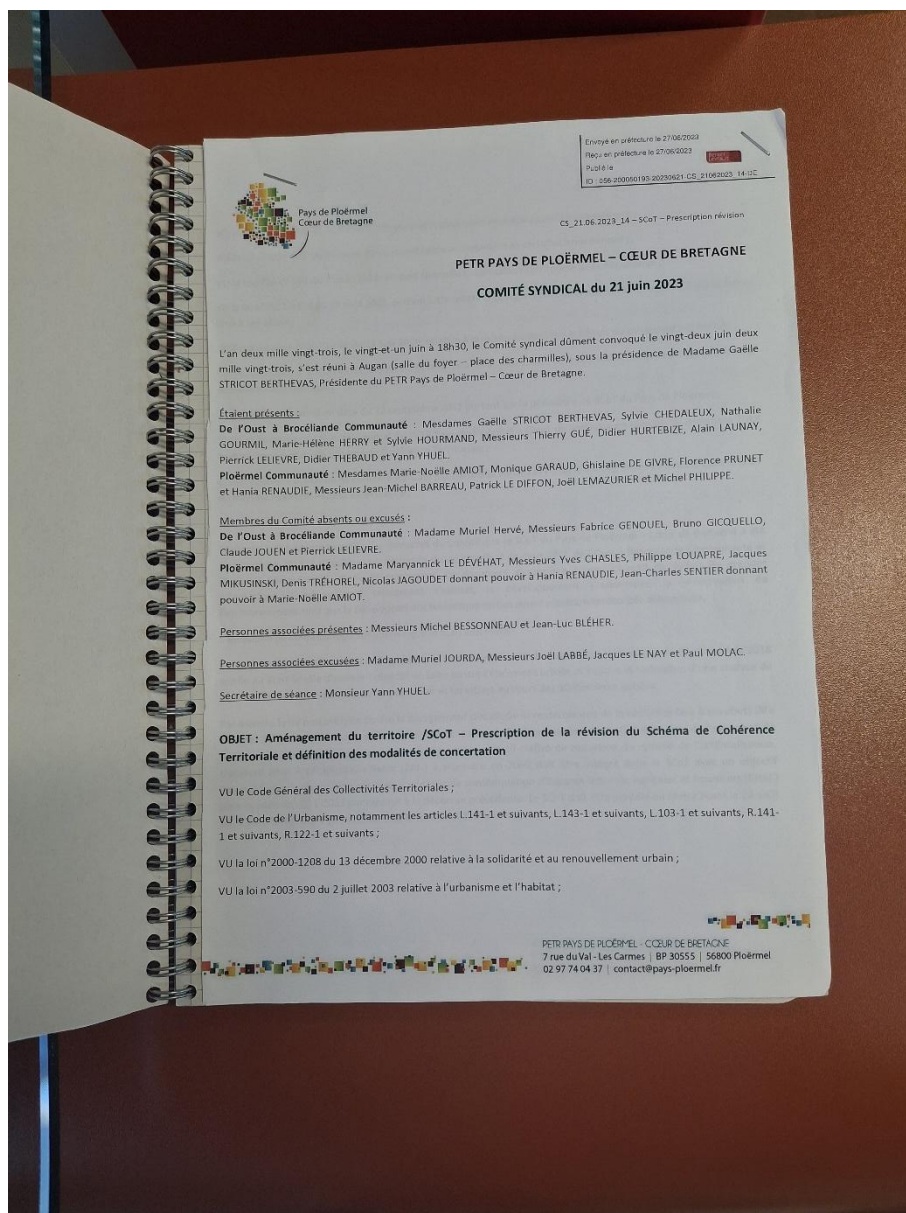 Envoyé en préfecture le 27/06/2023
Reçu en préfecture le 27/06/2023
Publié le
ID : 056-200050193-20230621-CS_21062023_14-DE
Pays de Ploërmel
Cœur de Bretagne
CS_21.06.2023_14 – SCoT – Prescription révision
PETR PAYS DE PLOËRMEL – CŒUR DE BRETAGNE
COMITÉ SYNDICAL du 21 juin 2023
L'an deux mille vingt-trois, le vingt-et-un juin à 18h30, le Comité syndical dûment convoqué le vingt-deux juin deux
mille vingt-trois, s'est réuni à Augan (salle du foyer – place des charmilles), sous la présidence de Madame Gaëlle
STRICOT BERTHEVAS, Présidente du PETR Pays de Ploërmel – Cœur de Bretagne.
Étaient présents :
De l'Oust à Brocéliande Communauté : Mesdames Gaëlle STRICOT BERTHEVAS, Sylvie CHEDALEUX, Nathalie
GOURMIL, Marie-Hélène HERRY et Sylvie HOURMAND, Messieurs Thierry GUÉ, Didier HURTEBIZE, Alain LAUNAY,
Pierrick LELIEVRE, Didier THEBAUD et Yann YHUEL.
Ploërmel Communauté : Mesdames Marie-Noëlle AMIOT, Monique GARAUD, Ghislaine DE GIVRE, Florence PRUNET
et Hania RENAUDIE, Messieurs Jean-Michel BARREAU, Patrick LE DIFFON, Joël LEMAZURIER et Michel PHILIPPE.
Membres du Comité absents ou excusés :
De l'Oust à Brocéliande Communauté : Madame Muriel Hervé, Messieurs Fabrice GENOUEL, Bruno GICQUELLO,
Claude JOUEN et Pierrick LELIEVRE.
Ploërmel Communauté : Madame Maryannick LE DÉVÉHAT, Messieurs Yves CHASLES, Philippe LOUAPRE, Jacques
MIKUSINSKI, Denis TRÉHOREL, Nicolas JAGOUDET donnant pouvoir à Hania RENAUDIE, Jean-Charles SENTIER donnant
pouvoir à Marie-Noëlle AMIOT.
Personnes associées présentes : Messieurs Michel BESSONNEAU et Jean-Luc BLÉHER.
Personnes associées excusées : Madame Muriel JOURDA, Messieurs Joël LABBÉ, Jacques LE NAY et Paul MOLAC.
Secrétaire de séance : Monsieur Yann YHUEL.
OBJET : Aménagement du territoire /SCoT – Prescription de la révision du Schéma de Cohérence
Territoriale et définition des modalités de concertation
VU le Code Général des Collectivités Territoriales ;
VU le Code de l'Urbanisme, notamment les articles L.141-1 et suivants, L.143-1 et suivants, L.103-1 et suivants, R.141-
1 et suivants, R.122-1 et suivants ;
VU la loi n°2000-1208 du 13 décembre 2000 relative à la solidarité et au renouvellement urbain ;
VU la loi n°2003-590 du 2 juillet 2003 relative à l'urbanisme et l'habitat ;
PETR PAYS DE PLOËRMEL - CŒUR DE BRETAGNE
7 rue du Val - Les Carmes | BP 30555 | 56800 Ploërmel
02 97 74 04 37 | contact@pays-ploermel.fr